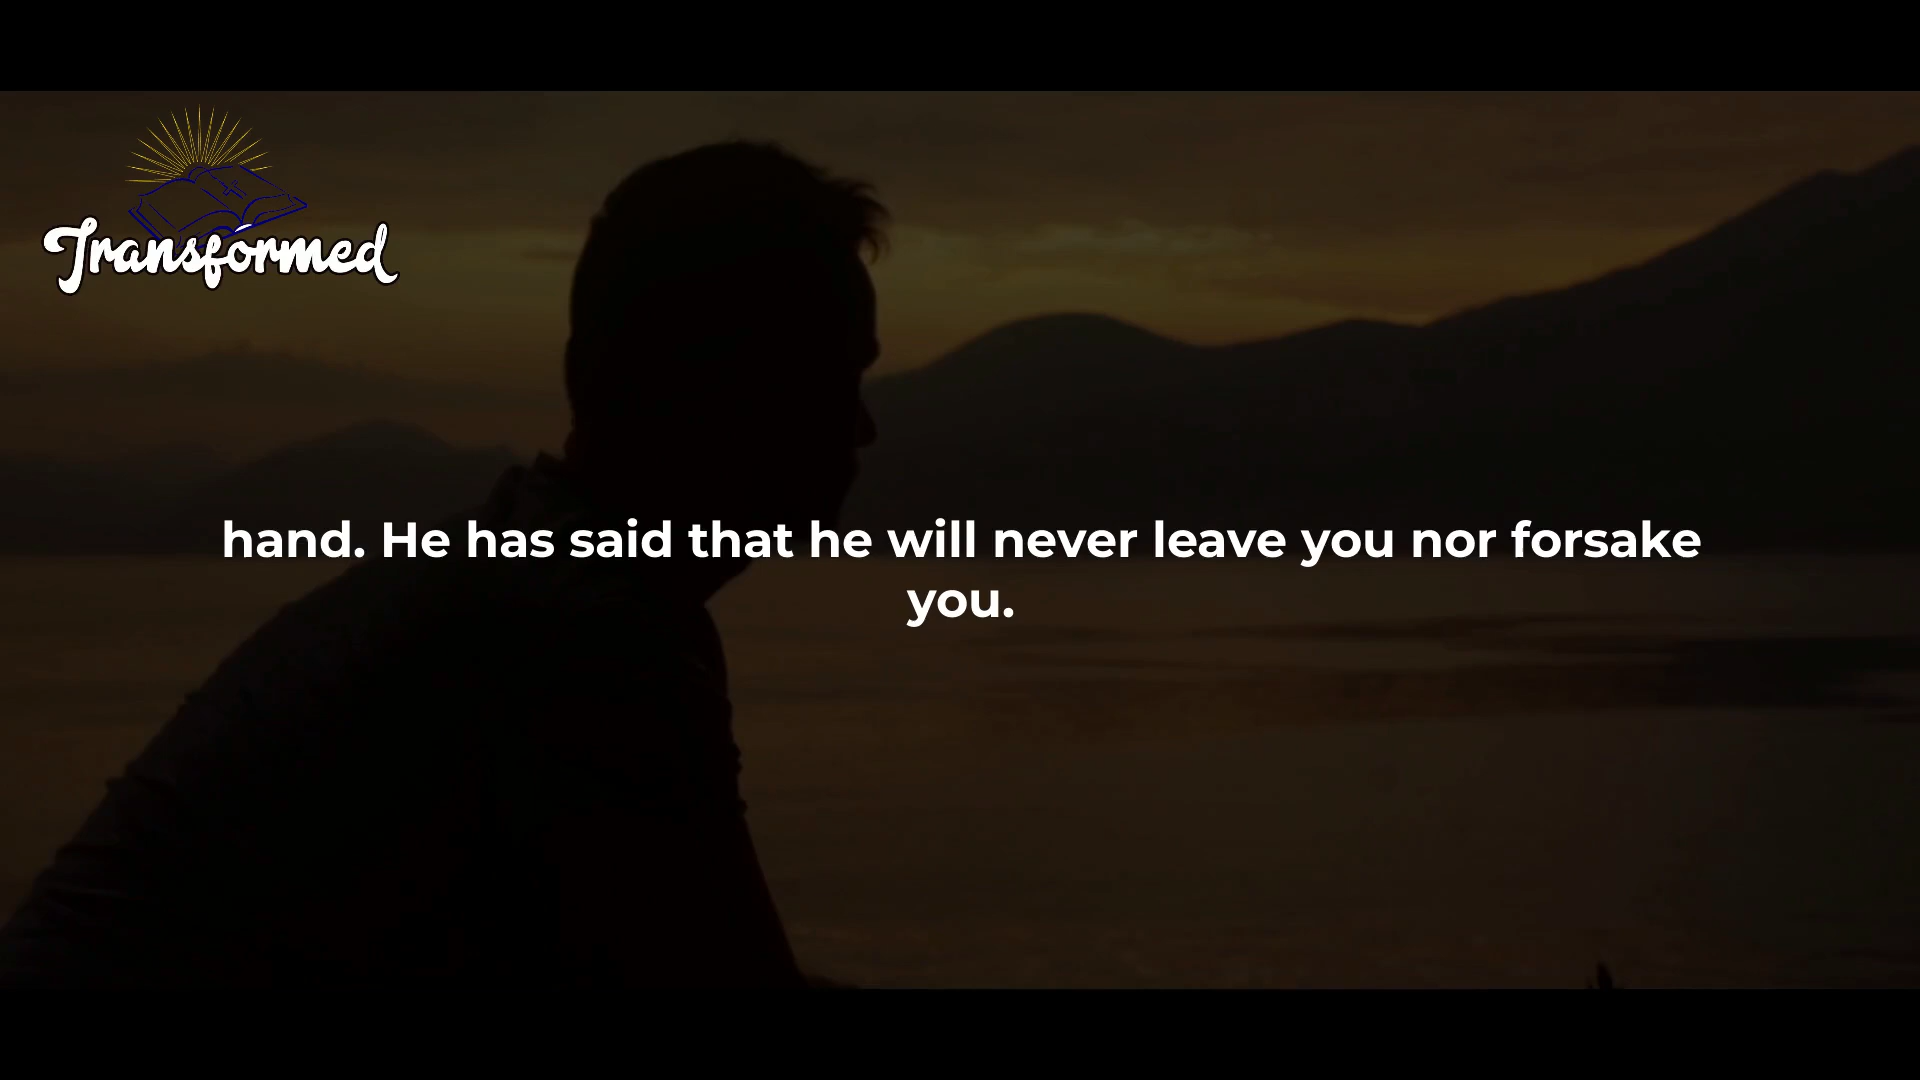 Transformed
hand. He has said that he will never leave you nor forsake
you.